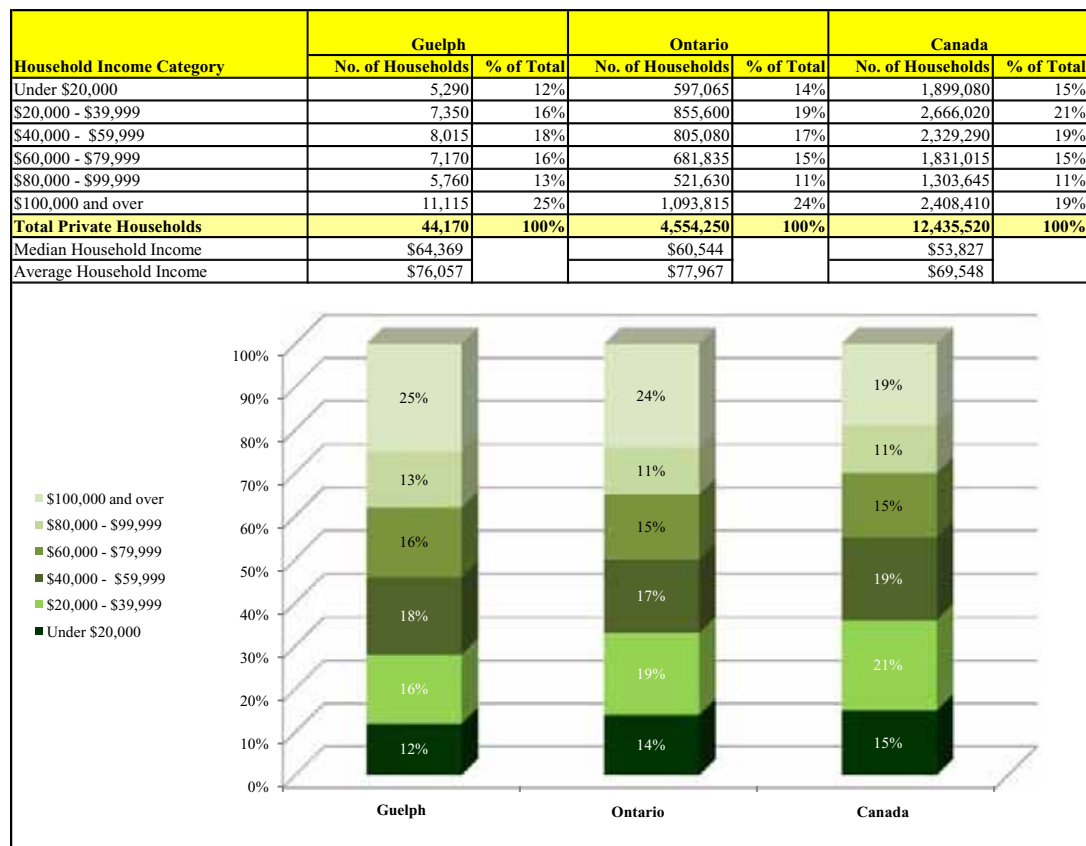 Guelph Ontario Canada
Household Income Category No. of Households % of Total No. of Households % of Total No. of Households % of Total
Under $20,000 5,290 12% 597,065 14% 1,899,080 15%
$20,000 - $39,999 7,350 16% 855,600 19% 2,666,020 21%
$40,000 -  $59,999 8,015 18% 805,080 17% 2,329,290 19%
$60,000 - $79,999 7,170 16% 681,835 15% 1,831,015 15%
$80,000 - $99,999 5,760 13% 521,630 11% 1,303,645 11%
$100,000 and over 11,115 25% 1,093,815 24% 2,408,410 19%
Total Private Households 44,170 100% 4,554,250 100% 12,435,520 100%
Median Household Income $64,369 $60,544 $53,827
Average Household Income $76,057 $77,967 $69,548
100%
90%
80%
70%
60%
50%
40%
30%
20%
10%
0%
25% 24% 19%
13% 11% 11%
16% 15% 15%
18% 17% 19%
16% 19% 21%
12% 14% 15%
Guelph Ontario Canada
$100,000 and over
$80,000 - $99,999
$60,000 - $79,999
$40,000 -  $59,999
$20,000 - $39,999
Under $20,000